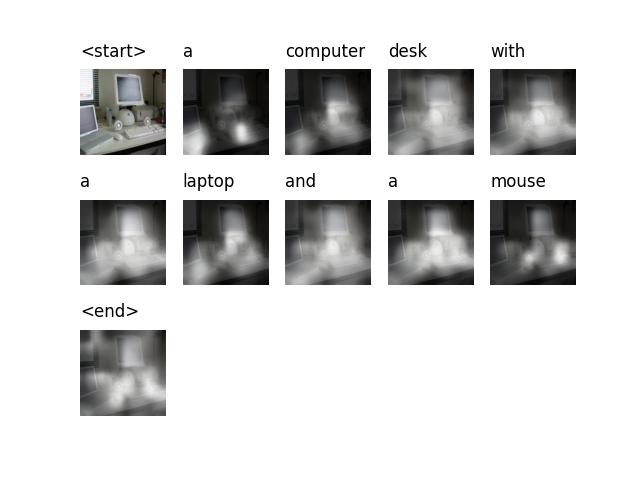 <start> a computer desk with
a laptop and a mouse
<end>